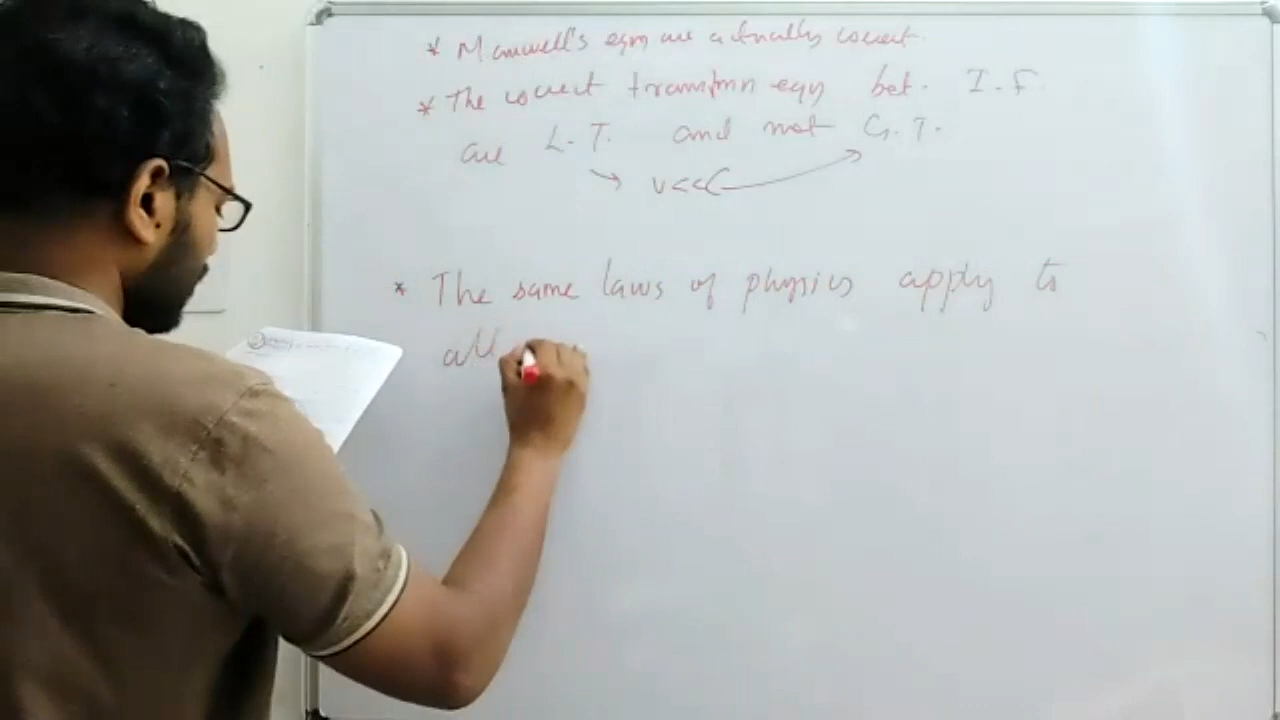 * Maxwell's eqn are actually correct.
* The correct transfmn eqn bet. I.F
are L.T. and not G.T.
→ v<<C
* The same laws of physics apply to
all